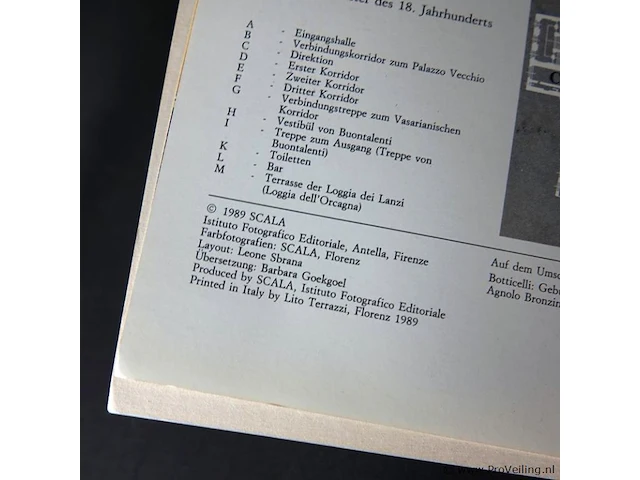 des 18. Jahrhunderts
A - Eingangshalle
B - Verbindungskorridor zum Palazzo Vecchio
C - Direktion
D - Erster Korridor
E - Zweiter Korridor
F - Dritter Korridor
G - Verbindungstreppe zum Vasarianischen
Korridor
H - Vestibül von Buontalenti
I - Treppe zum Ausgang (Treppe von
Buontalenti)
K - Toiletten
L - Bar
M - Terrasse der Loggia dei Lanzi
(Loggia dell'Orcagna)
© 1989 SCALA
Istituto Fotografico Editoriale, Antella, Firenze
Farbfotografien: SCALA, Florenz
Layout: Leone Sbrana
Übersetzung: Barbara Goekgoel
Produced by SCALA, Istituto Fotografico Editoriale
Printed in Italy by Lito Terrazzi, Florenz 1989
Auf dem Umsc
Botticelli: Gebu
Agnolo Bronzin
ProVeiling.nl